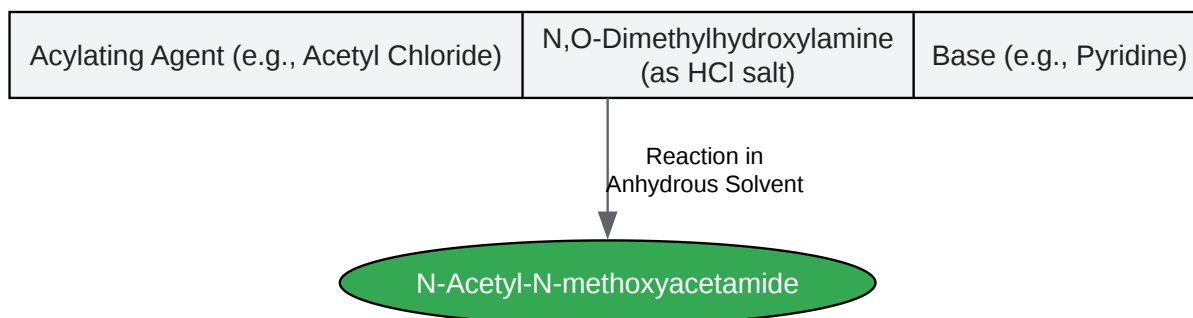 Acylating Agent (e.g., Acetyl Chloride)
N,O-Dimethylhydroxylamine
(as HCl salt)
Base (e.g., Pyridine)
Reaction in
Anhydrous Solvent
N-Acetyl-N-methoxyacetamide